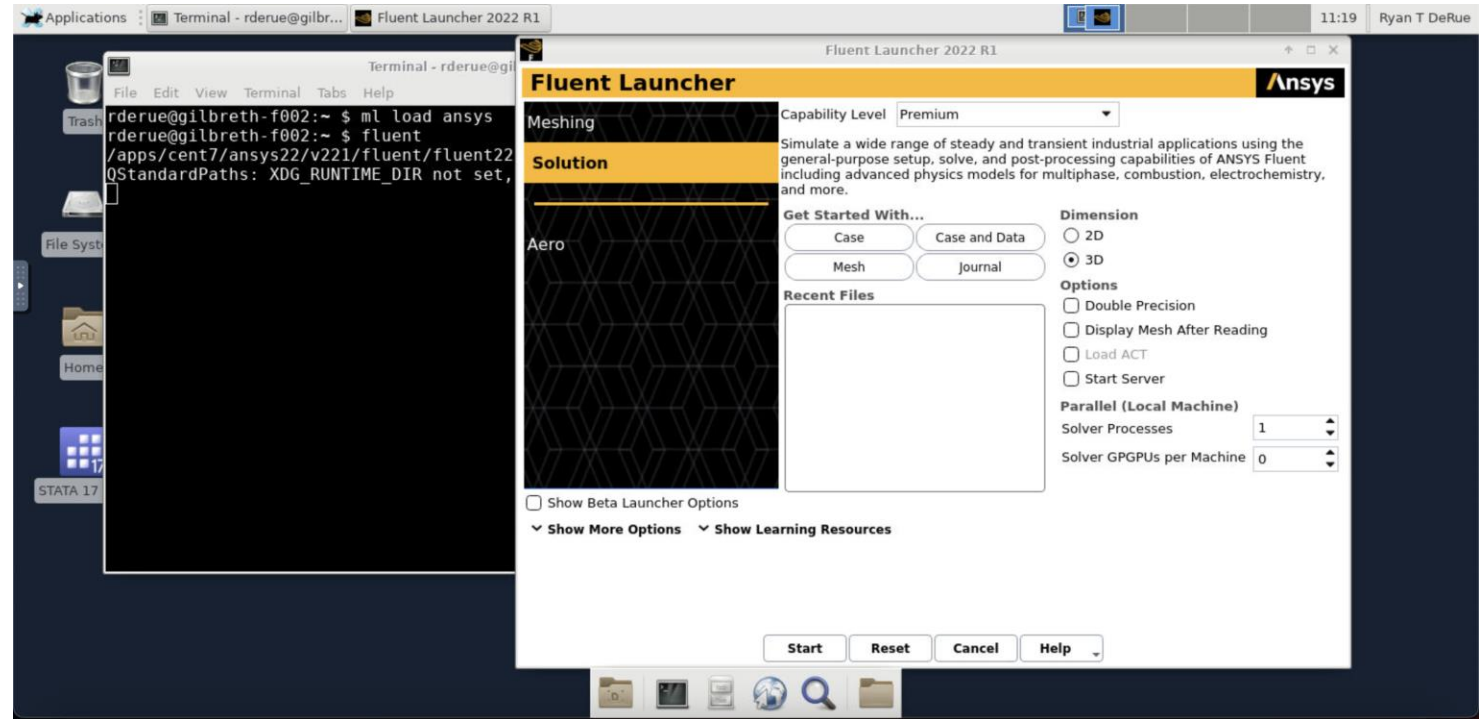 Applications
Terminal - rderue@gilbr...
Fluent Launcher 2022 R1
11:19
Ryan T DeRue
Trash
File Syst
Home
17
STATA 17
Terminal - rderue@gil
File Edit View Terminal Tabs Help
rderue@gilbreth-f002:~ $ ml load ansys
rderue@gilbreth-f002:~ $ fluent
/apps/cent7/ansys22/v221/fluent/fluent22
QStandardPaths: XDG_RUNTIME_DIR not set,
F
Fluent Launcher 2022 R1
Fluent Launcher
Ansys
Meshing
Solution
Aero
Capability Level Premium
Simulate a wide range of steady and transient industrial applications using the
general-purpose setup, solve, and post-processing capabilities of ANSYS Fluent
including advanced physics models for multiphase, combustion, electrochemistry,
and more.
Get Started With...
Case
Case and Data
Mesh
Journal
Recent Files
Dimension
2D
3D
Options
Double Precision
Display Mesh After Reading
Load ACT
Start Server
Parallel (Local Machine)
Solver Processes 1
Solver GPGPUs per Machine 0
Show Beta Launcher Options
Show More Options
Show Learning Resources
Start
Reset
Cancel
Help